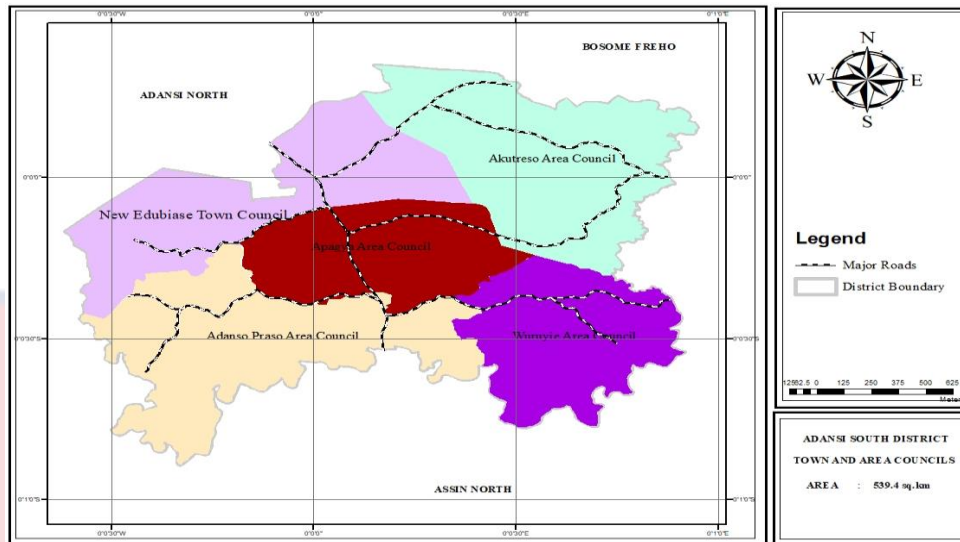 0°0'30"W
0°0'0"
0°0'30"E
0°1'0"E
BOSOME FREHO
ADANSI NORTH
Akutreso Area Council
0°0'0"
0°0'0"
New Edubiase Town Council
Area Council
Adanso Praso Area Council
Area Council
0°0'30"S
0°0'30"S
ASSIN NORTH
0°1'0"S
0°1'0"S
0°0'30"W
0°0'0"
0°0'30"E
0°1'0"E
N
W E
S
Legend
Major Roads
District Boundary
0 125 250 375 500 625
ADANSI SOUTH DISTRICT
TOWN AND AREA COUNCILS
AREA : 539.4 sq.km